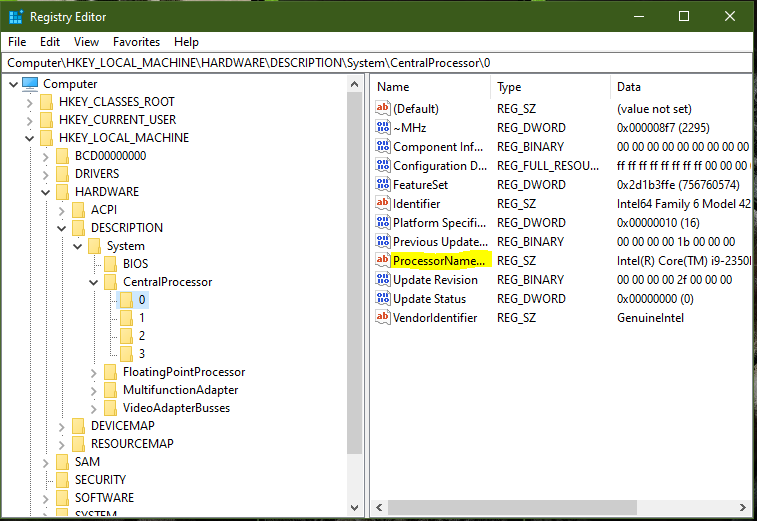 Registry Editor
File Edit View Favorites Help
Computer\HKEY_LOCAL_MACHINE\HARDWARE\DESCRIPTION\System\CentralProcessor\0
Computer
HKEY_CLASSES_ROOT
HKEY_CURRENT_USER
HKEY_LOCAL_MACHINE
BCD00000000
DRIVERS
HARDWARE
ACPI
DESCRIPTION
System
BIOS
CentralProcessor
0
1
2
3
FloatingPointProcessor
MultifunctionAdapter
VideoAdapterBusses
DEVICEMAP
RESOURCEMAP
SAM
SECURITY
SOFTWARE
SYSTEM
Name Type Data
(Default) REG_SZ (value not set)
~MHz REG_DWORD 0x000008f7 (2295)
Component Inf... REG_BINARY 00 00 00 00 00 00 00 00
Configuration D... REG_FULL_RESOU... ff ff ff ff ff ff ff ff 00 00 00
FeatureSet REG_DWORD 0x2d1b3ffe (756760574)
Identifier REG_SZ Intel64 Family 6 Model 42
Platform Specifi... REG_DWORD 0x00000010 (16)
Previous Update... REG_BINARY 00 00 00 00 1b 00 00 00
ProcessorName... REG_SZ Intel(R) Core(TM) i9-2350
Update Revision REG_BINARY 00 00 00 00 2f 00 00 00
Update Status REG_DWORD 0x00000000 (0)
VendorIdentifier REG_SZ GenuineIntel